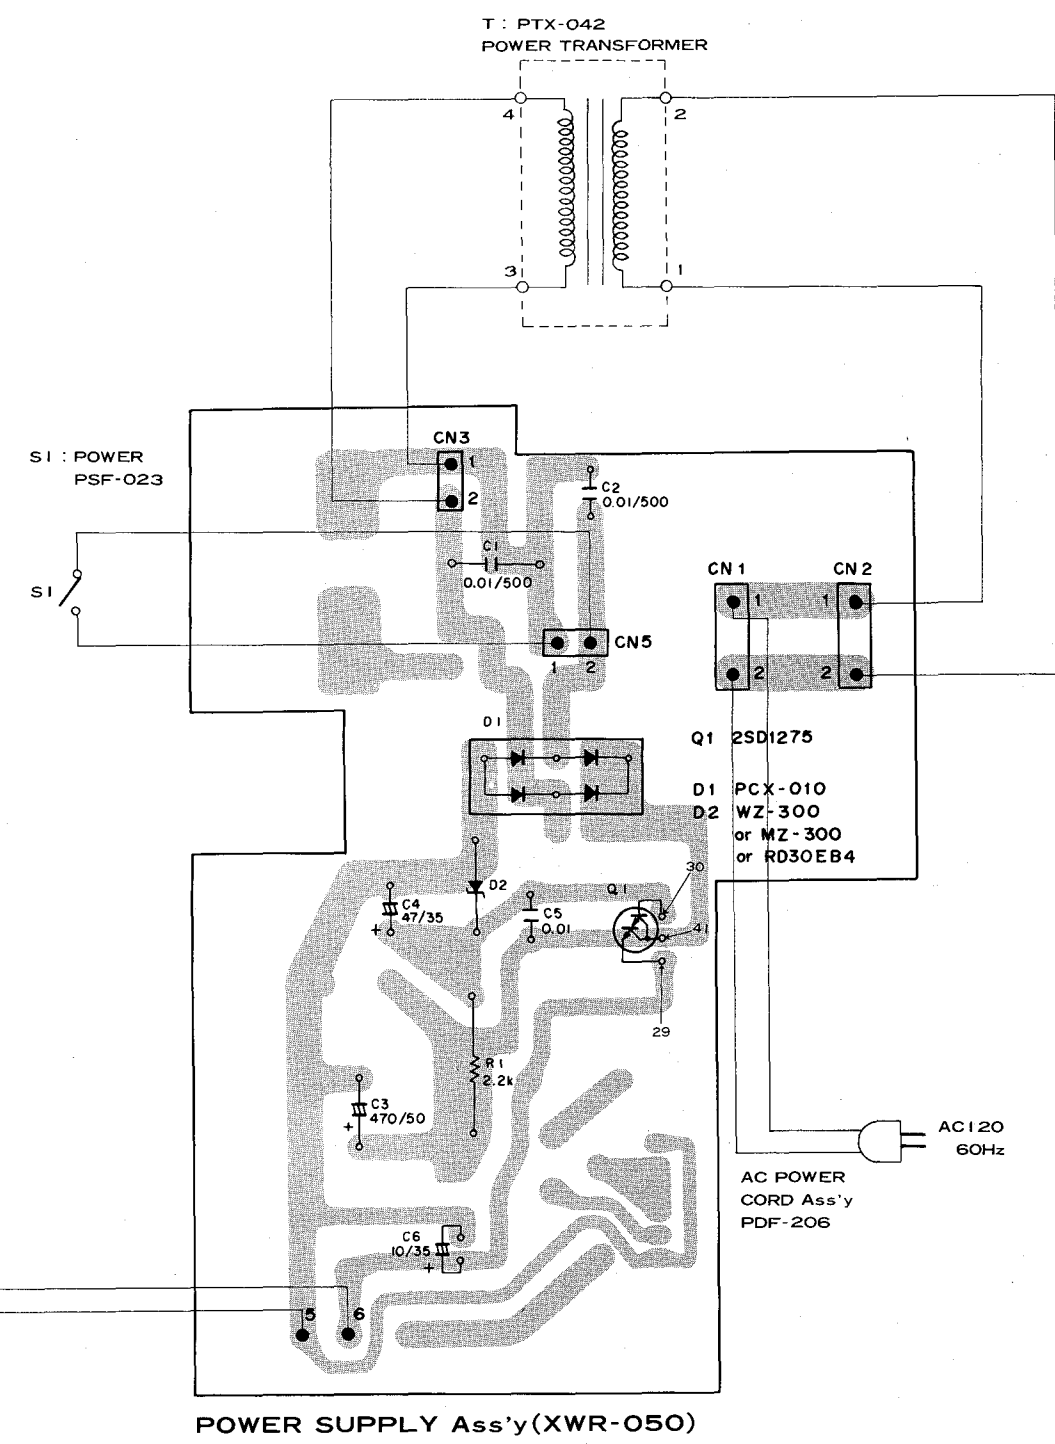 T : PTX-042
POWER TRANSFORMER
4
2
3
1
S1 : POWER
PSF-023
CN3
1
2
C2
0.01/500
C1
0.01/500
S1
CN1
CN2
1
1
CN5
1
2
2
2
D1
Q1 2SD1275
D1 PCX-010
D2 WZ-300
or MZ-300
or RD30EB4
30
D2
Q1
C4
47/35
+
C5
0.01
41
29
R1
2.2k
C3
470/50
+
AC120
60Hz
AC POWER
CORD Ass'y
PDF-206
C6
10/35
+
5
6
POWER SUPPLY Ass'y (XWR-050)